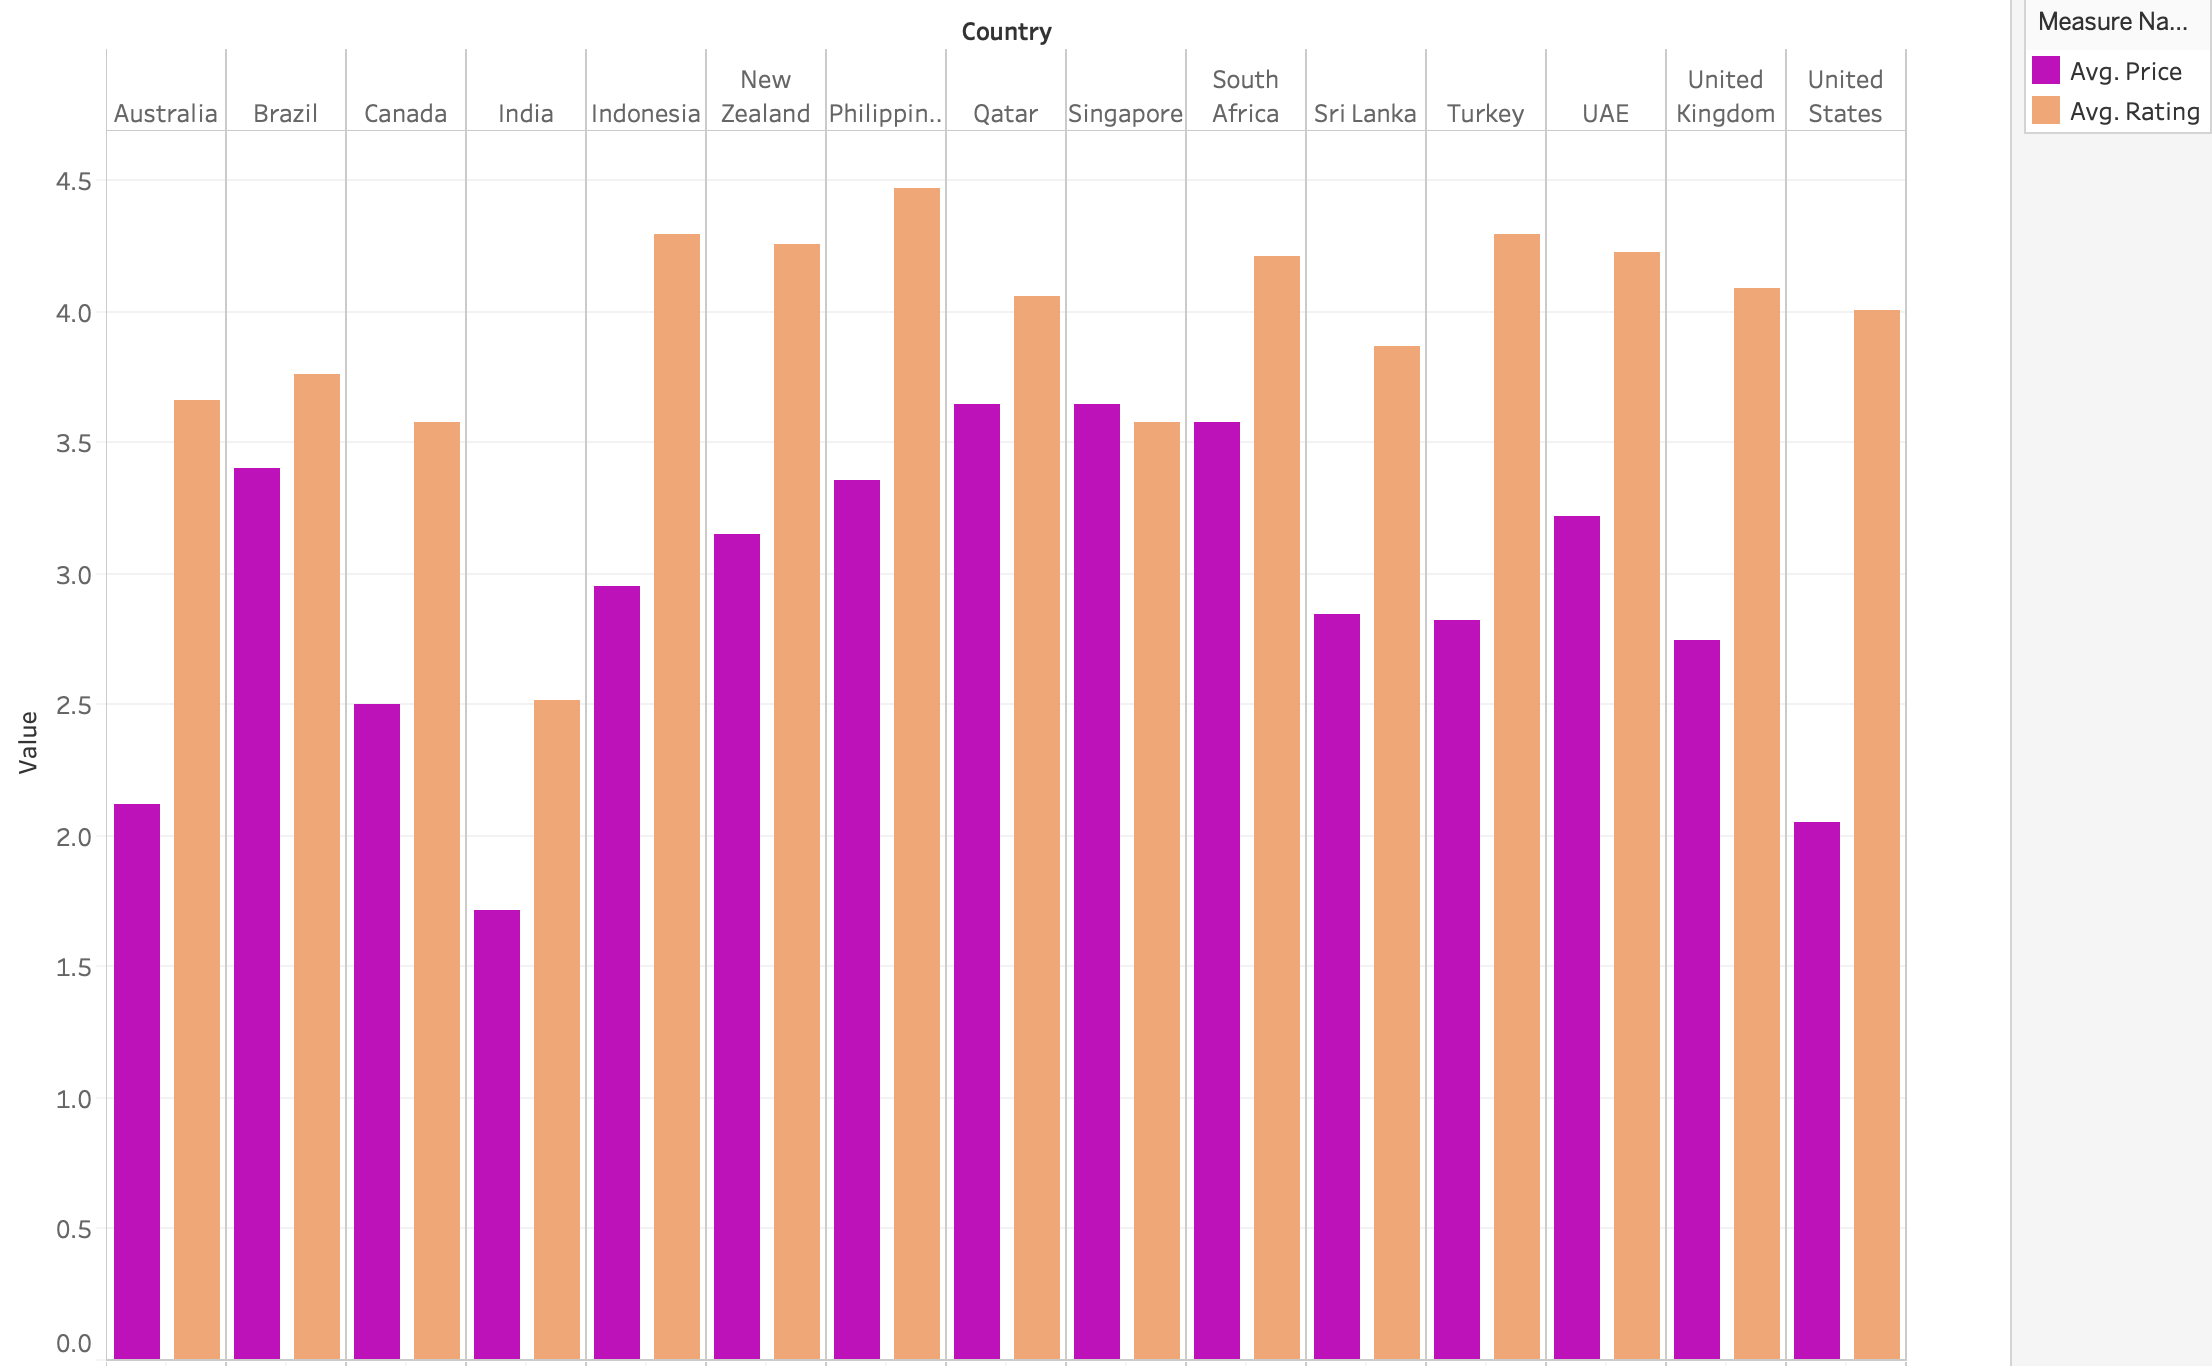 Country
Measure Na...
Avg. Price
Avg. Rating
Australia
Brazil
Canada
India
Indonesia
New
Zealand
Philippin..
Qatar
Singapore
South
Africa
Sri Lanka
Turkey
UAE
United
Kingdom
United
States
4.5
4.0
3.5
3.0
2.5
2.0
1.5
1.0
0.5
0.0
Value